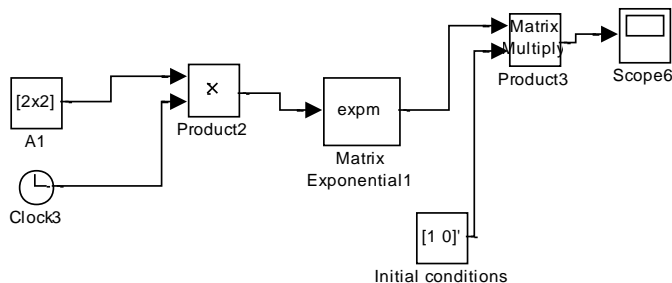 Matrix
Multiply
Product3
Scope6
[2x2]
A1
x
Product2
expm
Matrix
Exponential1
Clock3
[1 0]'
Initial conditions